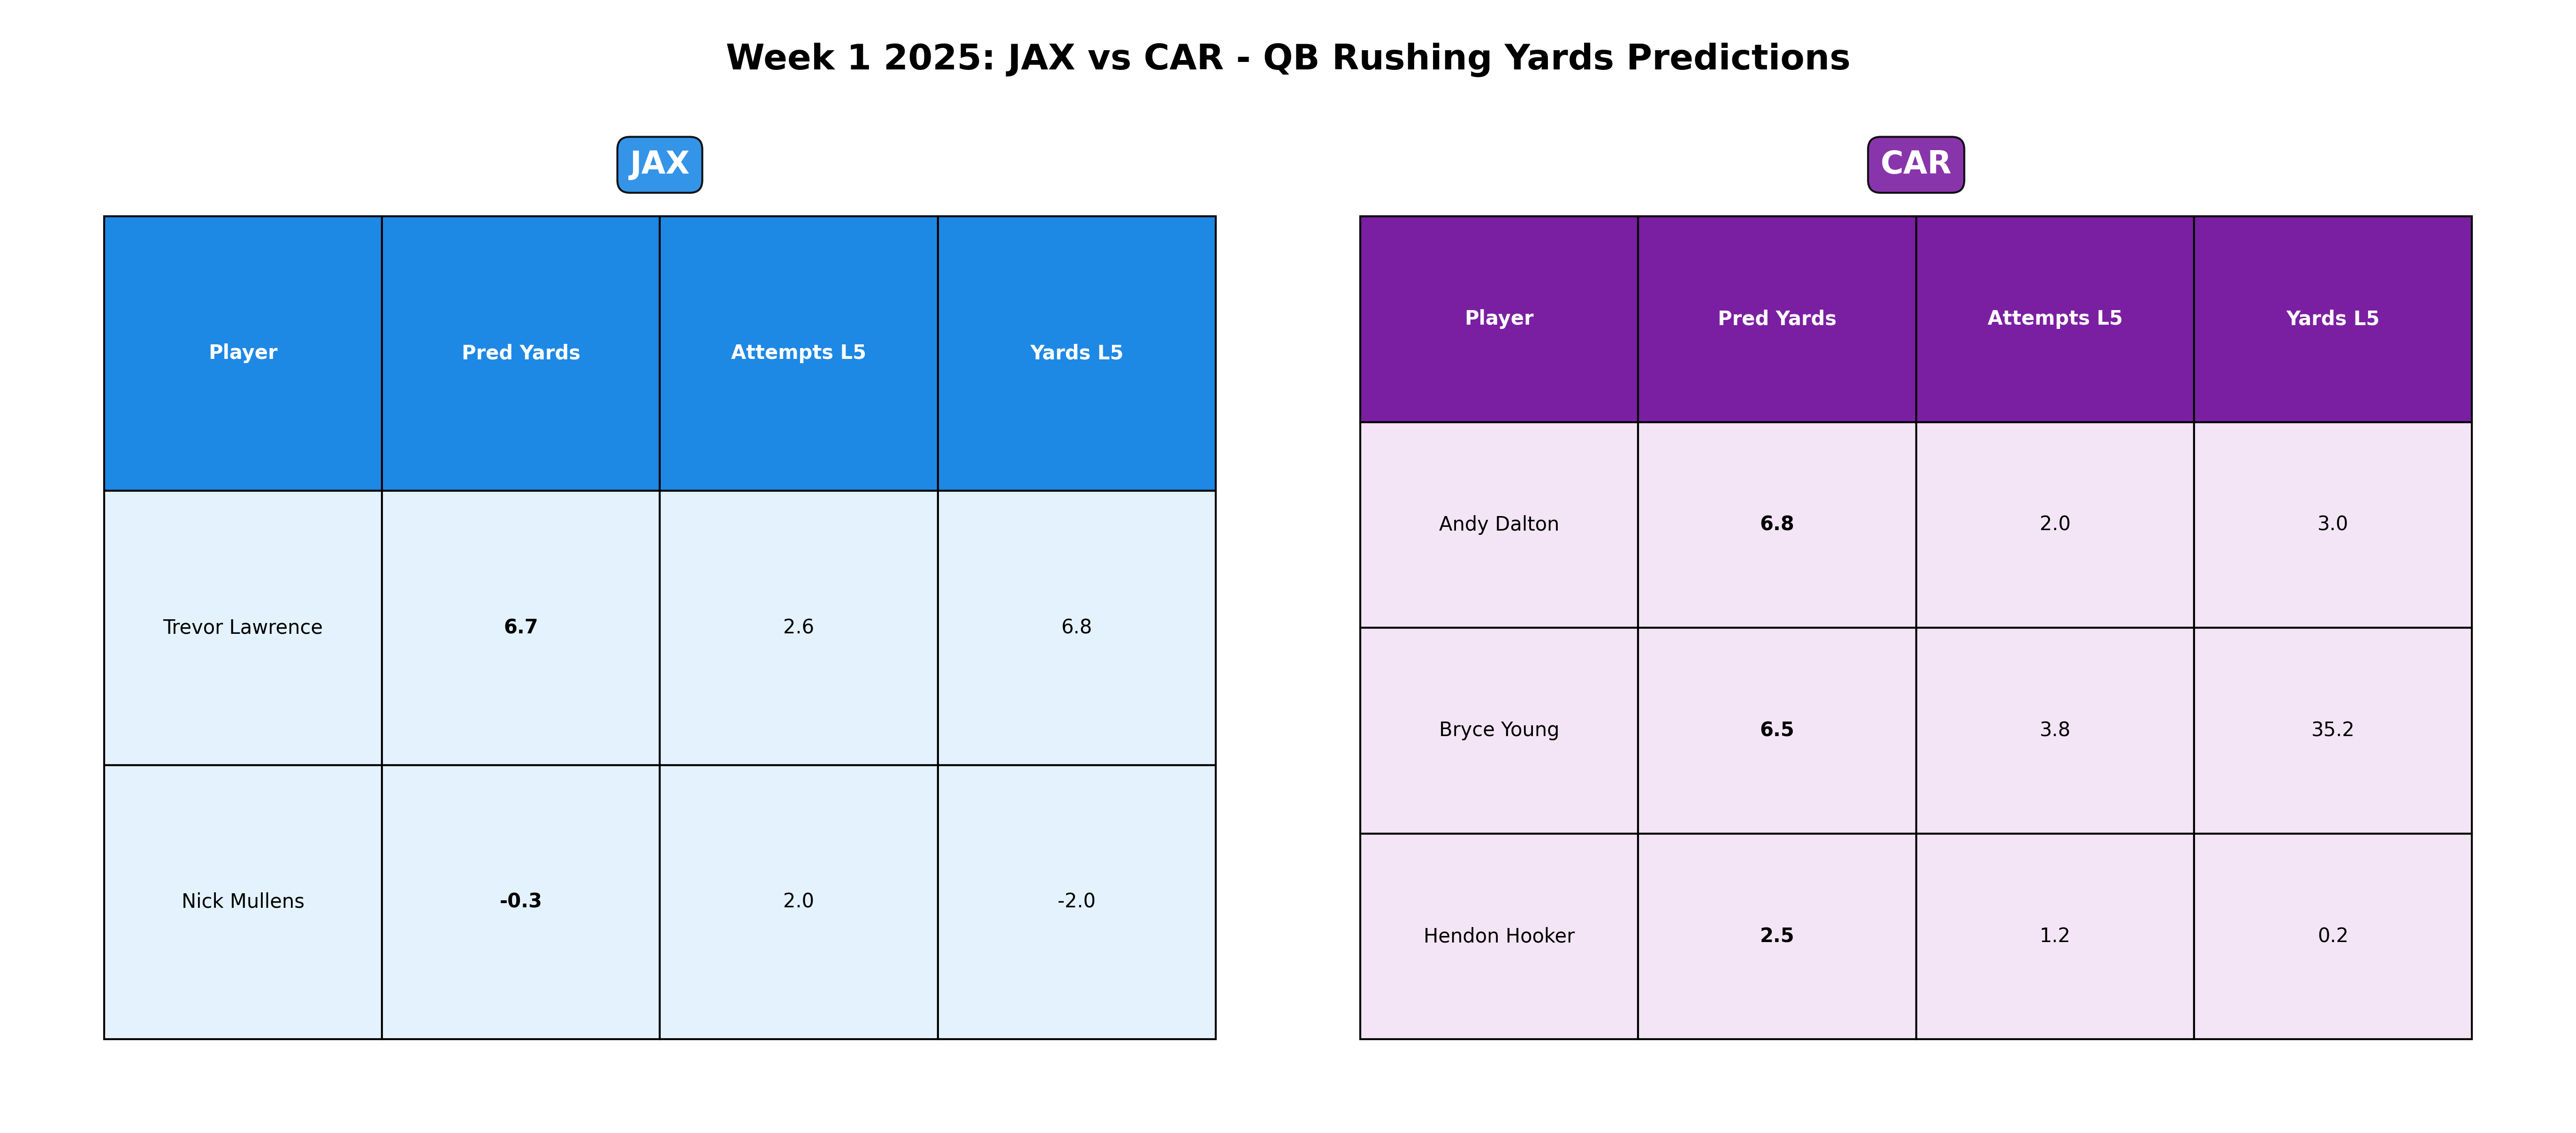 Week 1 2025: JAX vs CAR - QB Rushing Yards Predictions
JAX
Player Pred Yards Attempts L5 Yards L5
Trevor Lawrence 6.7 2.6 6.8
Nick Mullens -0.3 2.0 -2.0
CAR
Player Pred Yards Attempts L5 Yards L5
Andy Dalton 6.8 2.0 3.0
Bryce Young 6.5 3.8 35.2
Hendon Hooker 2.5 1.2 0.2